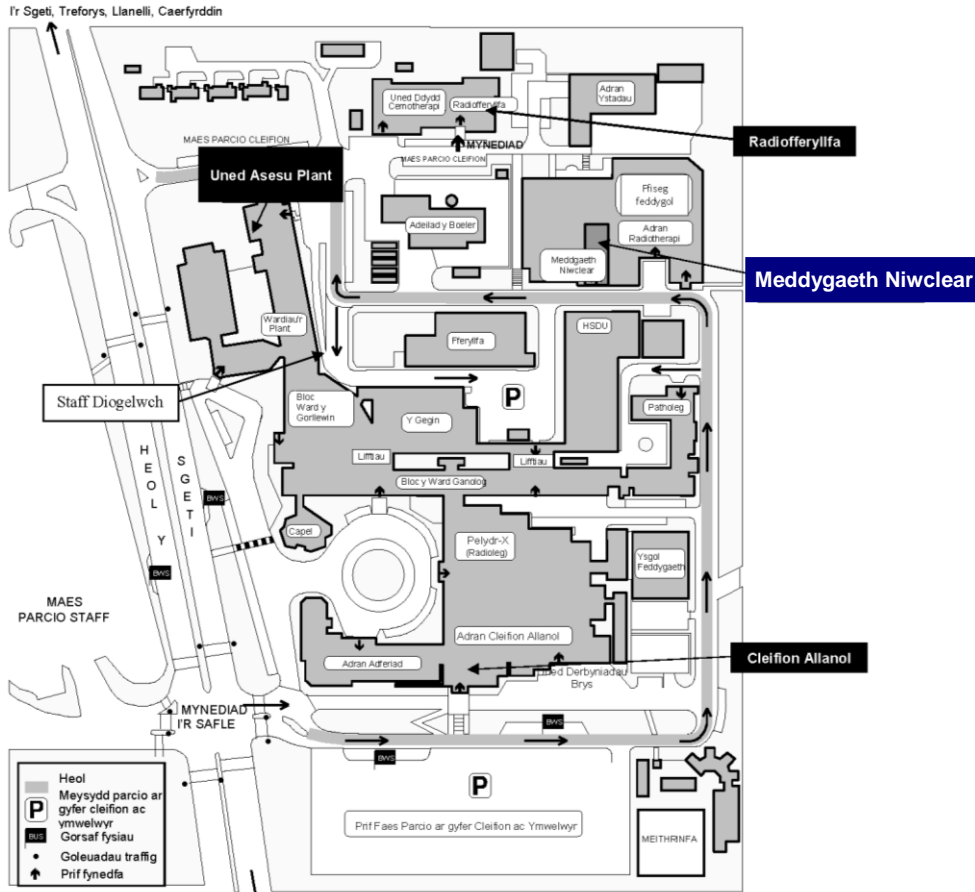 I'r Sgeti, Treforys, Llanelli, Caerfyrddin
Uned Ddydd
Cemotherapi
Radiofferyllfa
Adran
Ystadau
MAES PARCIO CLEIFION
MYNEDIAD
MAES PARCIO CLEIFION
Radiofferyllfa
Uned Asesu Plant
Ffiseg
feddygol
Adeilad y Boeler
Adran
Radiotherapi
Meddgaeth
Niwclear
Meddygaeth Niwclear
Wardiau'r
Plant
Fferyllfa
HSDU
Staff Diogelwch
Bloc
Ward y
Gorllewin
P
Y Gegin
Patholeg
Lifftiau
Lifftiau
Bloc y Ward Ganolog
HEOL Y
SGETI
BWS
Capel
Pelydr-X
(Radioleg)
Ysgol
Feddygaeth
BWS
MAES
PARCIO STAFF
Adran Cleifion Allanol
Adran Adferiad
Cleifion Allanol
Uned Derbyniadau
Brys
MYNEDIAD
I'R SAFLE
BWS
BWS
P
Prif Faes Parcio ar gyfer Cleifion ac Ymwelwyr
MEITHRINFA
Heol
P
Meysydd parcio ar
gyfer cleifion ac
ymwelwyr
BUS
Gorsaf fysiau
Goleuadau traffig
Prif fynedfa